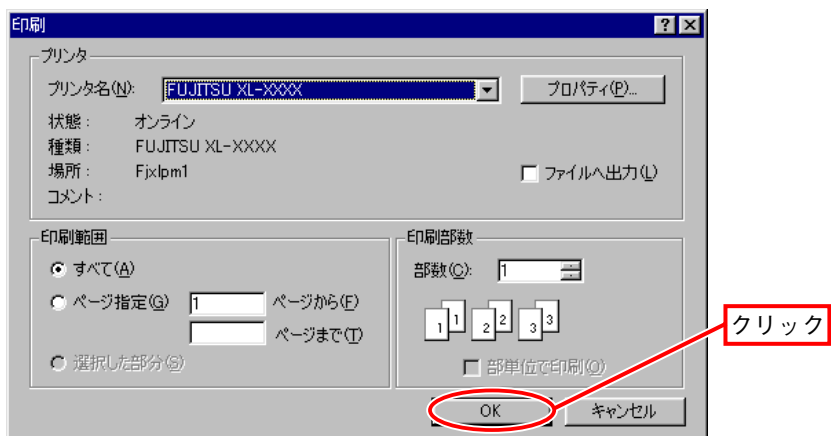 印刷
プリンタ
プリンタ名(N): FUJITSU XL-XXXX プロパティ(P)...
状態： オンライン
種類： FUJITSU XL-XXXX
場所： Fjxlpm1 ファイルへ出力(L)
コメント：
印刷範囲
すべて(A)
ページ指定(G) 1 ページから(F)
ページまで(T)
選択した部分(S)
印刷部数
部数(C): 1
1 1 2 2 3 3
部単位で印刷(O)
クリック
OK キャンセル